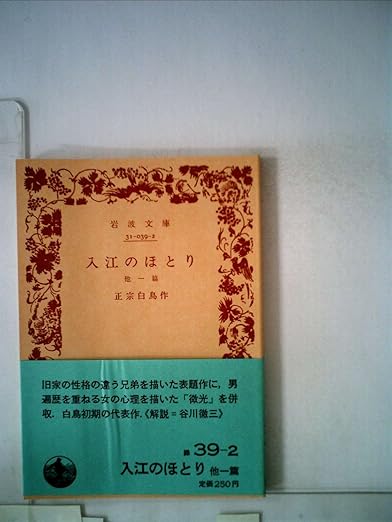 岩波文庫
31-039-2
入江のほとり
他一篇
正宗白鳥作
旧家の性格の違う兄弟を描いた表題作に，男
遍歴を重ねる女の心理を描いた「微光」を併
収．白鳥初期の代表作．《解説＝谷川徹三》
緑 39-2
入江のほとり 他一篇
定価250円